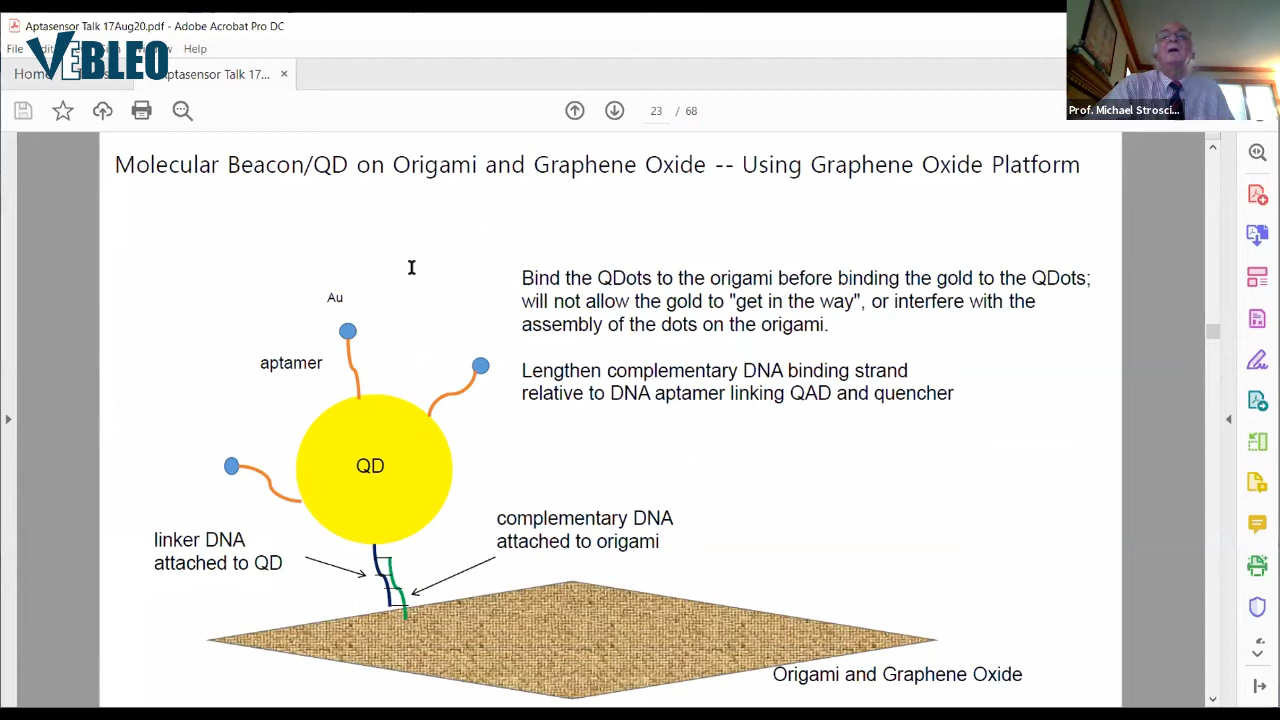 Aptasensor Talk 17Aug20.pdf - Adobe Acrobat Pro DC
File Help
VEBLEO
Home
Aptasensor Talk 17... ×
23 / 68
Prof. Michael Strosci...
Molecular Beacon/QD on Origami and Graphene Oxide -- Using Graphene Oxide Platform
Bind the QDots to the origami before binding the gold to the QDots;
will not allow the gold to "get in the way", or interfere with the
assembly of the dots on the origami.
Lengthen complementary DNA binding strand
relative to DNA aptamer linking QAD and quencher
Au
aptamer
QD
linker DNA
attached to QD
complementary DNA
attached to origami
Origami and Graphene Oxide